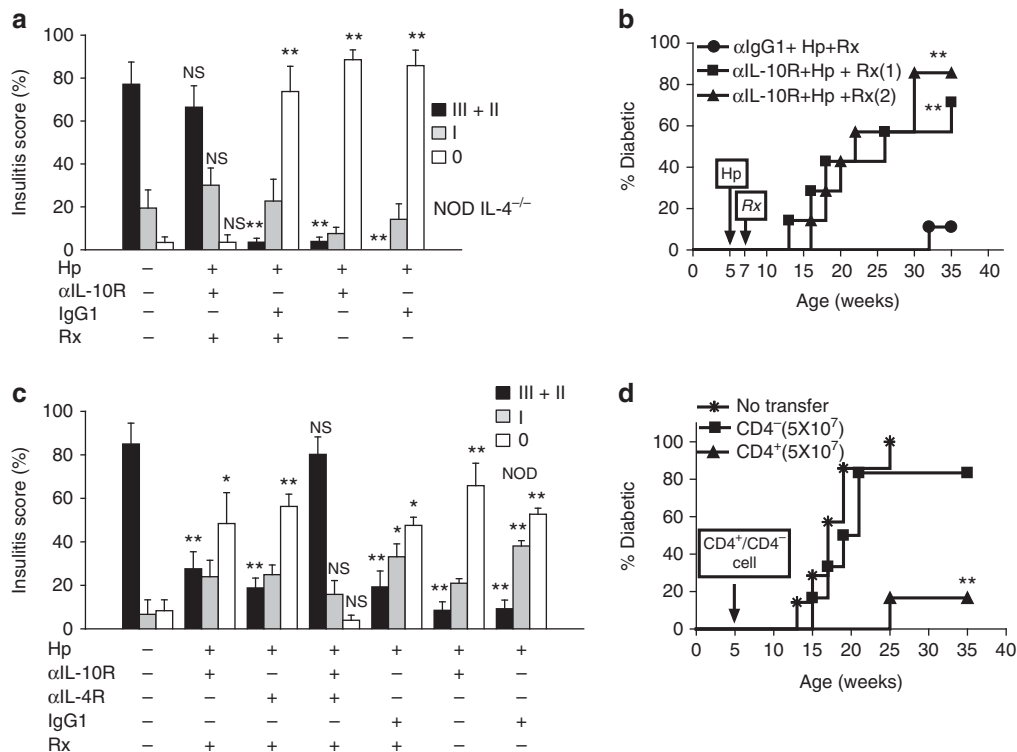 a
Insulitis score (%)
100
80
60
40
20
0
NS
NS
NS
**
**
**
**
**
**
III + II
I
0
NOD IL-4–/–
Hp – + + + +
αIL-10R – + – + –
IgG1 – – + – +
Rx – + + – –
b
% Diabetic
100
80
60
40
20
0
αIgG1+ Hp+Rx
αIL-10R+Hp + Rx(1)
αIL-10R+Hp +Rx(2)
**
**
Hp
Rx
0 5 7 10 15 20 25 30 35 40
Age (weeks)
c
Insulitis score (%)
100
80
60
40
20
0
III + II
I
0
NOD
**
*
**
**
NS
NS
NS
**
*
*
**
**
**
**
**
Hp – + + + + + +
αIL-10R – + – + – + –
αIL-4R – – + + – – –
IgG1 – – – – + – +
Rx – + + + + – –
d
% Diabetic
100
80
60
40
20
0
No transfer
CD4–(5X107)
CD4+(5X107)
CD4+/CD4–
cell
**
0 5 10 15 20 25 30 35 40
Age (weeks)